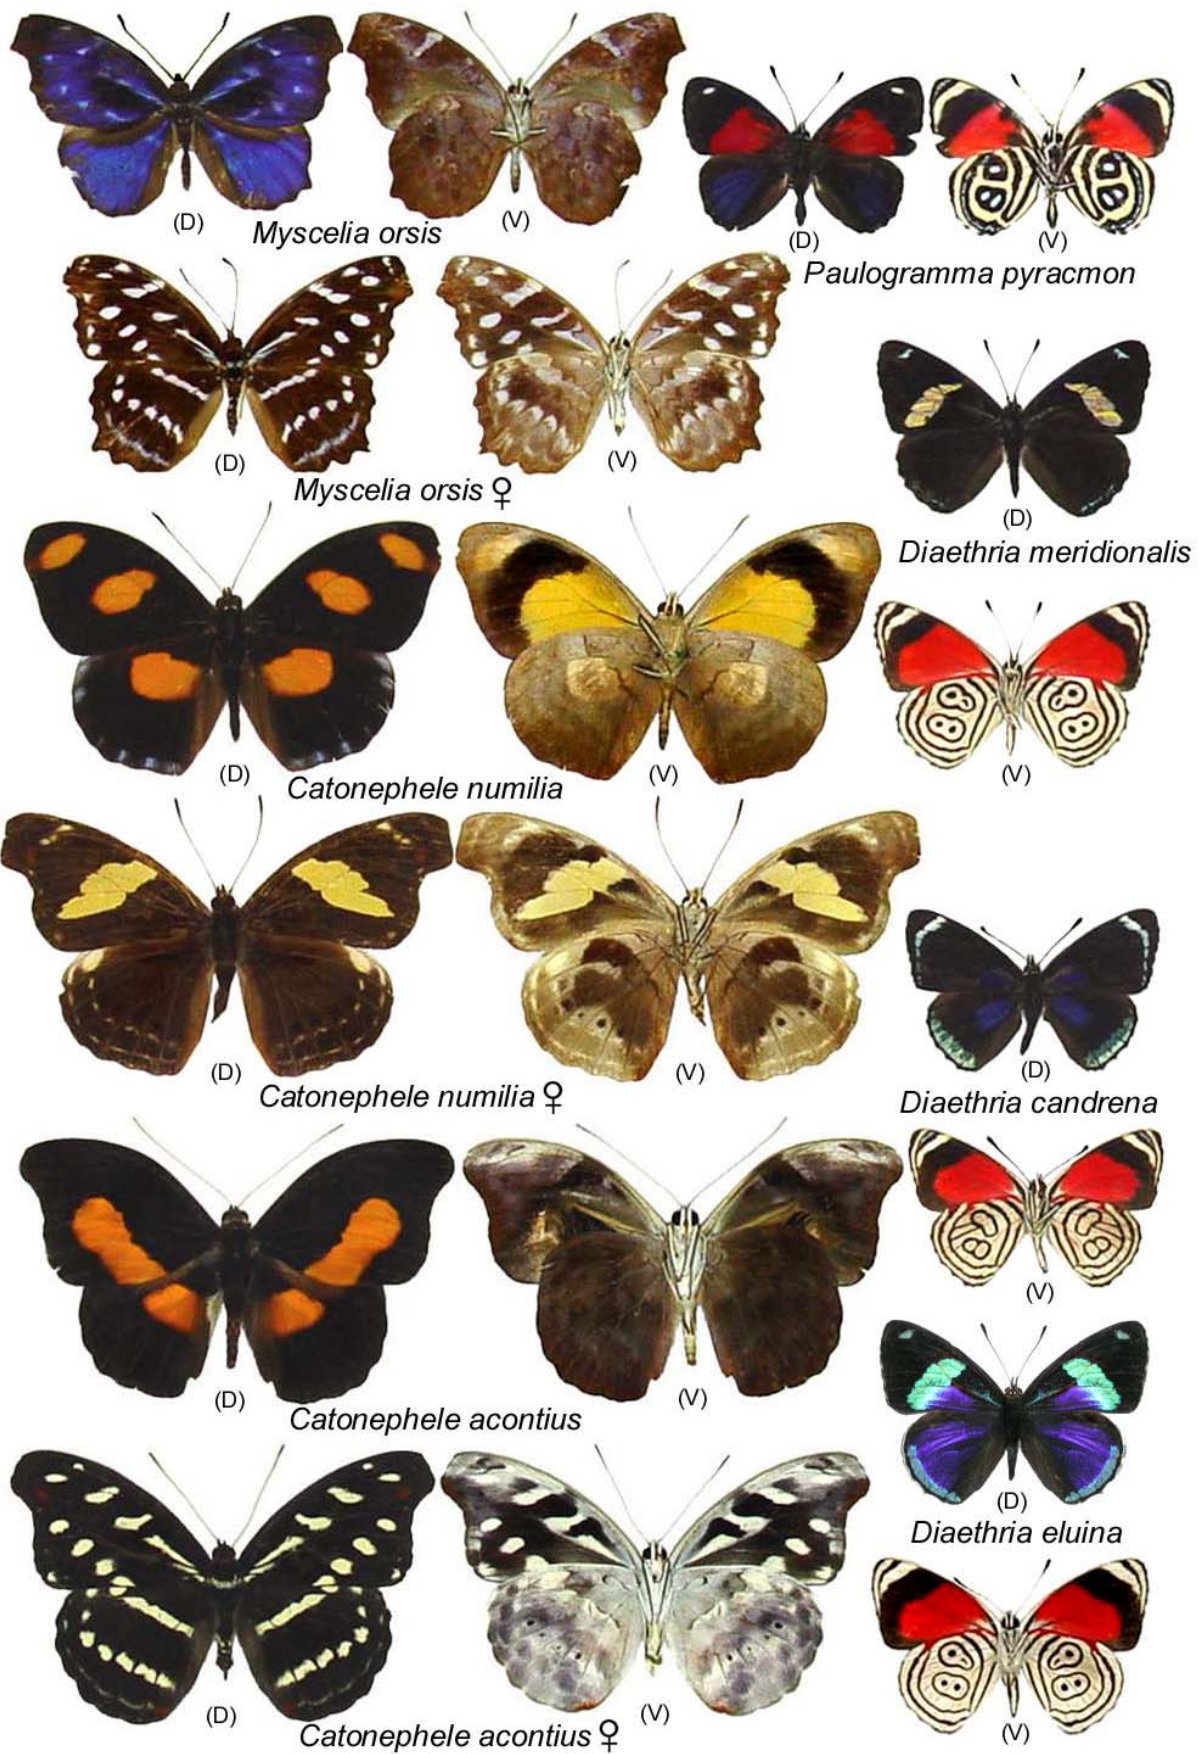 (D)
(V)
Myscelia orsis
(D)
(V)
Paulogramma pyracmon
(D)
(V)
Myscelia orsis ♀
(D)
Diaethria meridionalis
(D)
(V)
Catonephele numilia
(V)
(D)
(V)
Catonephele numilia ♀
(D)
Diaethria candrena
(V)
(D)
(V)
Catonephele acontius
(D)
Diaethria eluina
(D)
(V)
Catonephele acontius ♀
(V)